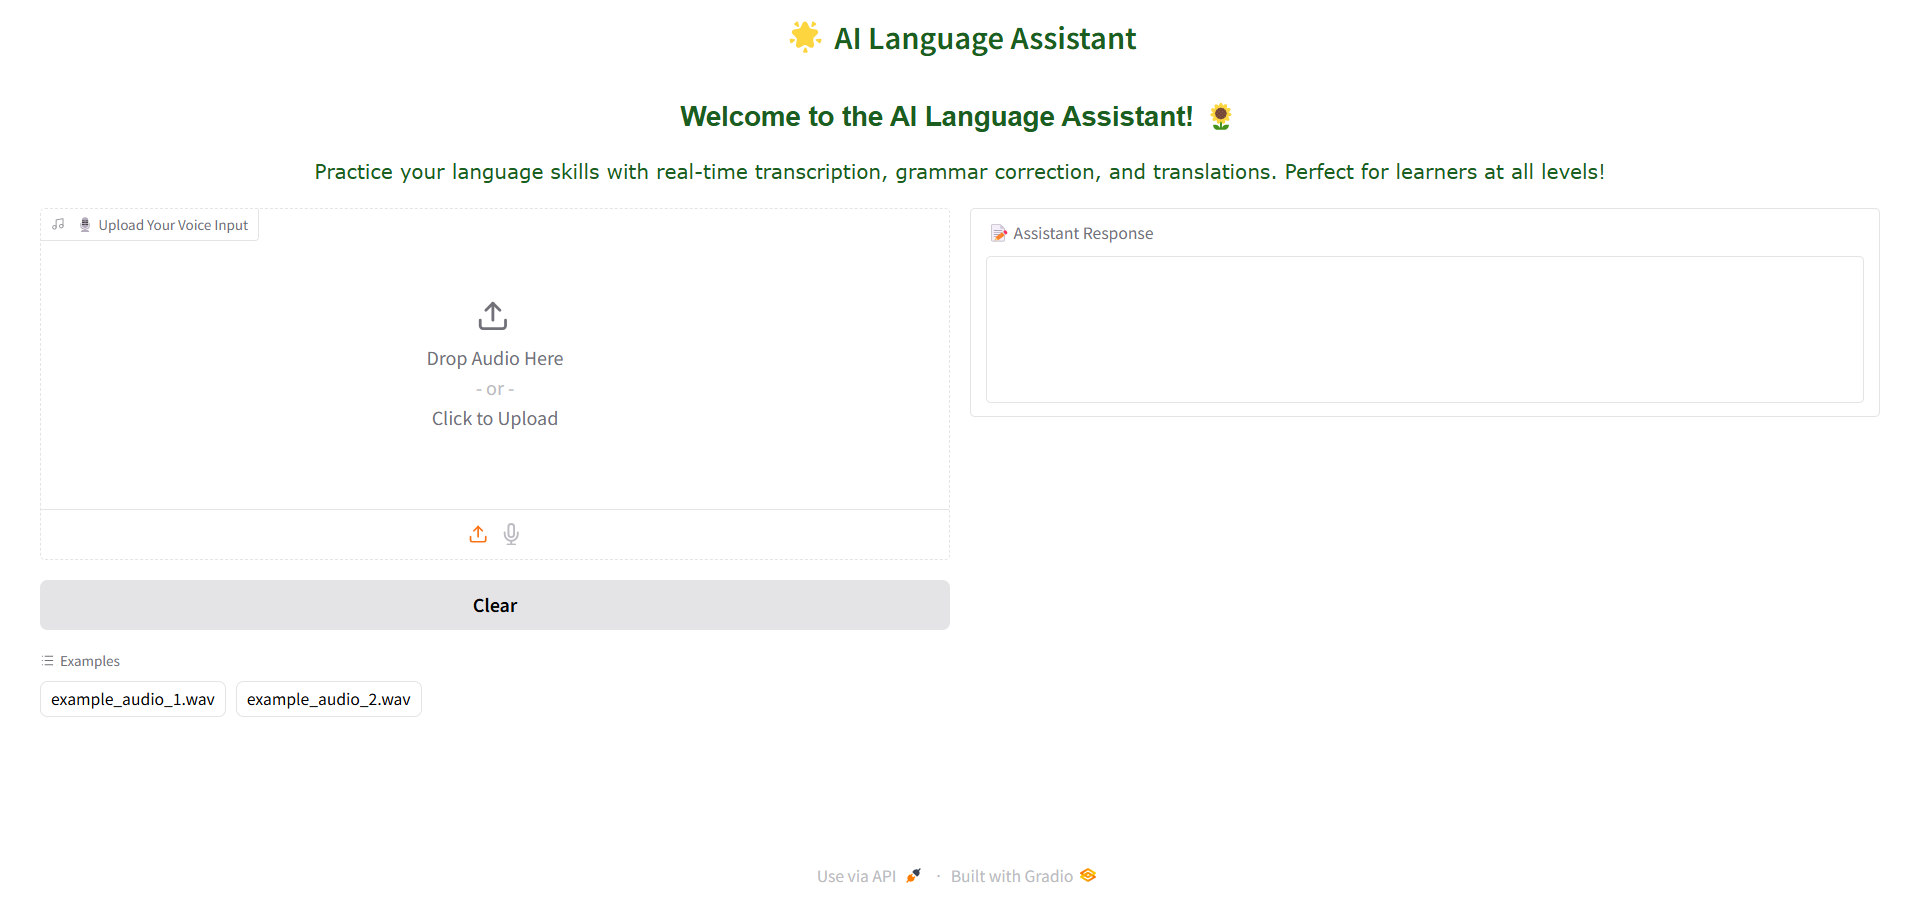 🌟 AI Language Assistant
Welcome to the AI Language Assistant! 🌻
Practice your language skills with real-time transcription, grammar correction, and translations. Perfect for learners at all levels!
🎙️ Upload Your Voice Input
Drop Audio Here
- or -
Click to Upload
Clear
Examples
example_audio_1.wav
example_audio_2.wav
📝 Assistant Response
Use via API · Built with Gradio